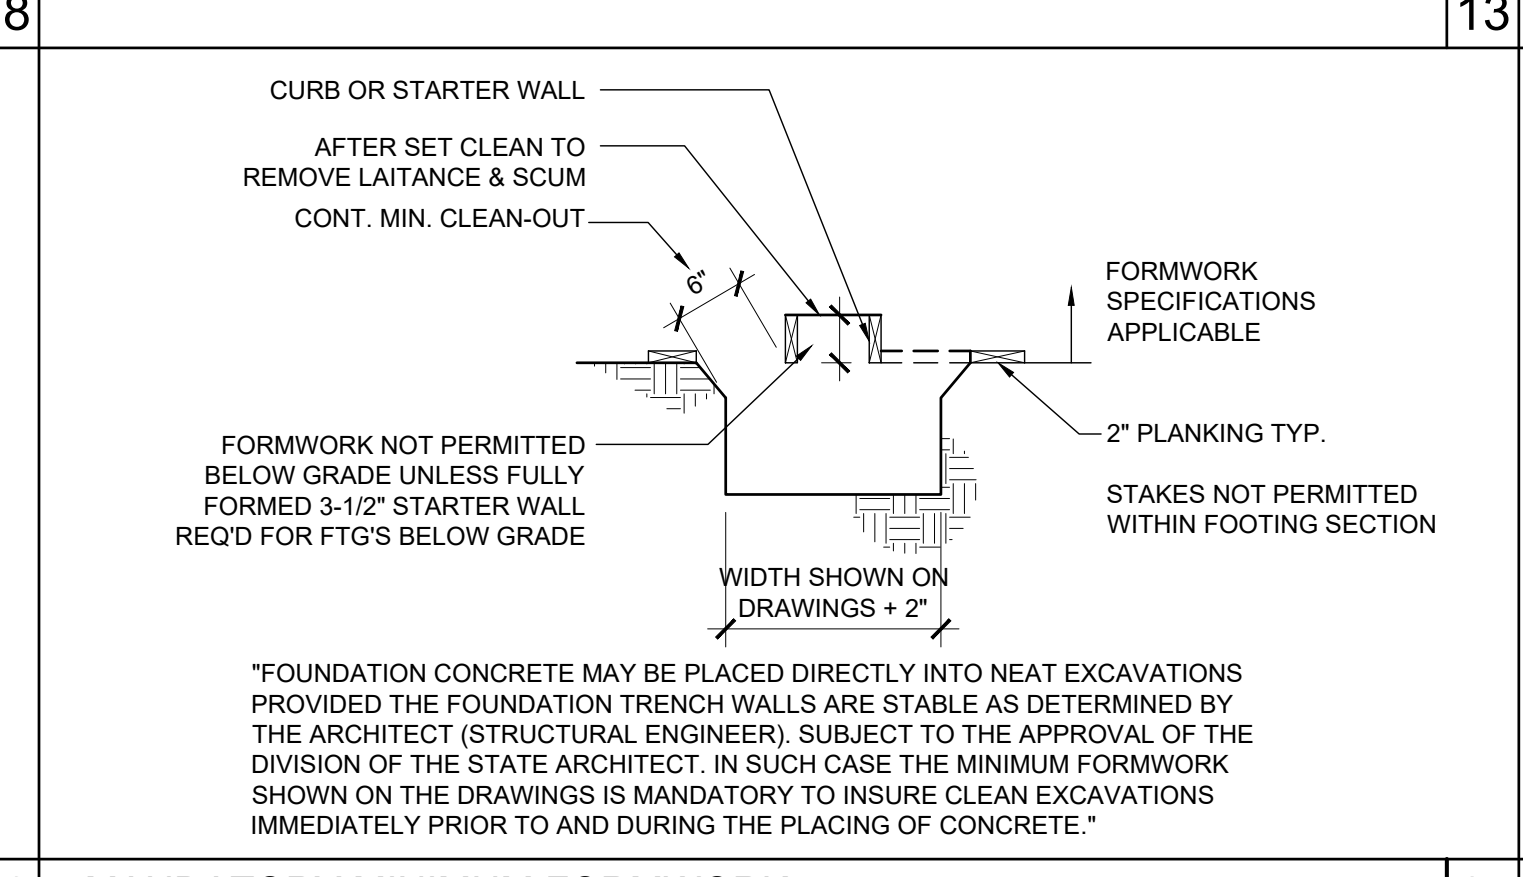 8
13
CURB OR STARTER WALL
AFTER SET CLEAN TO
REMOVE LAITANCE & SCUM
CONT. MIN. CLEAN-OUT
6"
FORMWORK
SPECIFICATIONS
APPLICABLE
FORMWORK NOT PERMITTED
BELOW GRADE UNLESS FULLY
FORMED 3-1/2" STARTER WALL
REQ'D FOR FTG'S BELOW GRADE
2" PLANKING TYP.
STAKES NOT PERMITTED
WITHIN FOOTING SECTION
WIDTH SHOWN ON
DRAWINGS + 2"
"FOUNDATION CONCRETE MAY BE PLACED DIRECTLY INTO NEAT EXCAVATIONS
PROVIDED THE FOUNDATION TRENCH WALLS ARE STABLE AS DETERMINED BY
THE ARCHITECT (STRUCTURAL ENGINEER). SUBJECT TO THE APPROVAL OF THE
DIVISION OF THE STATE ARCHITECT. IN SUCH CASE THE MINIMUM FORMWORK
SHOWN ON THE DRAWINGS IS MANDATORY TO INSURE CLEAN EXCAVATIONS
IMMEDIATELY PRIOR TO AND DURING THE PLACING OF CONCRETE."